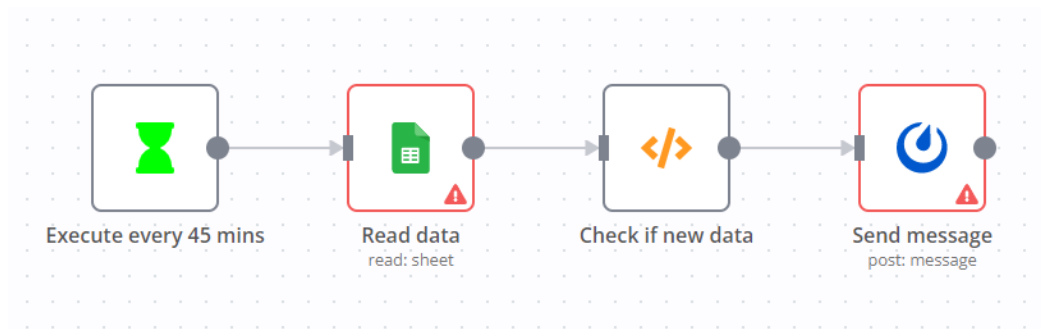 Execute every 45 mins
Read data
read: sheet
Check if new data
Send message
post: message